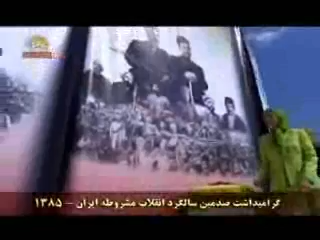 گرامیداشت صدمین سالگرد انقلاب مشروطه ایران – ۱۳۸۵